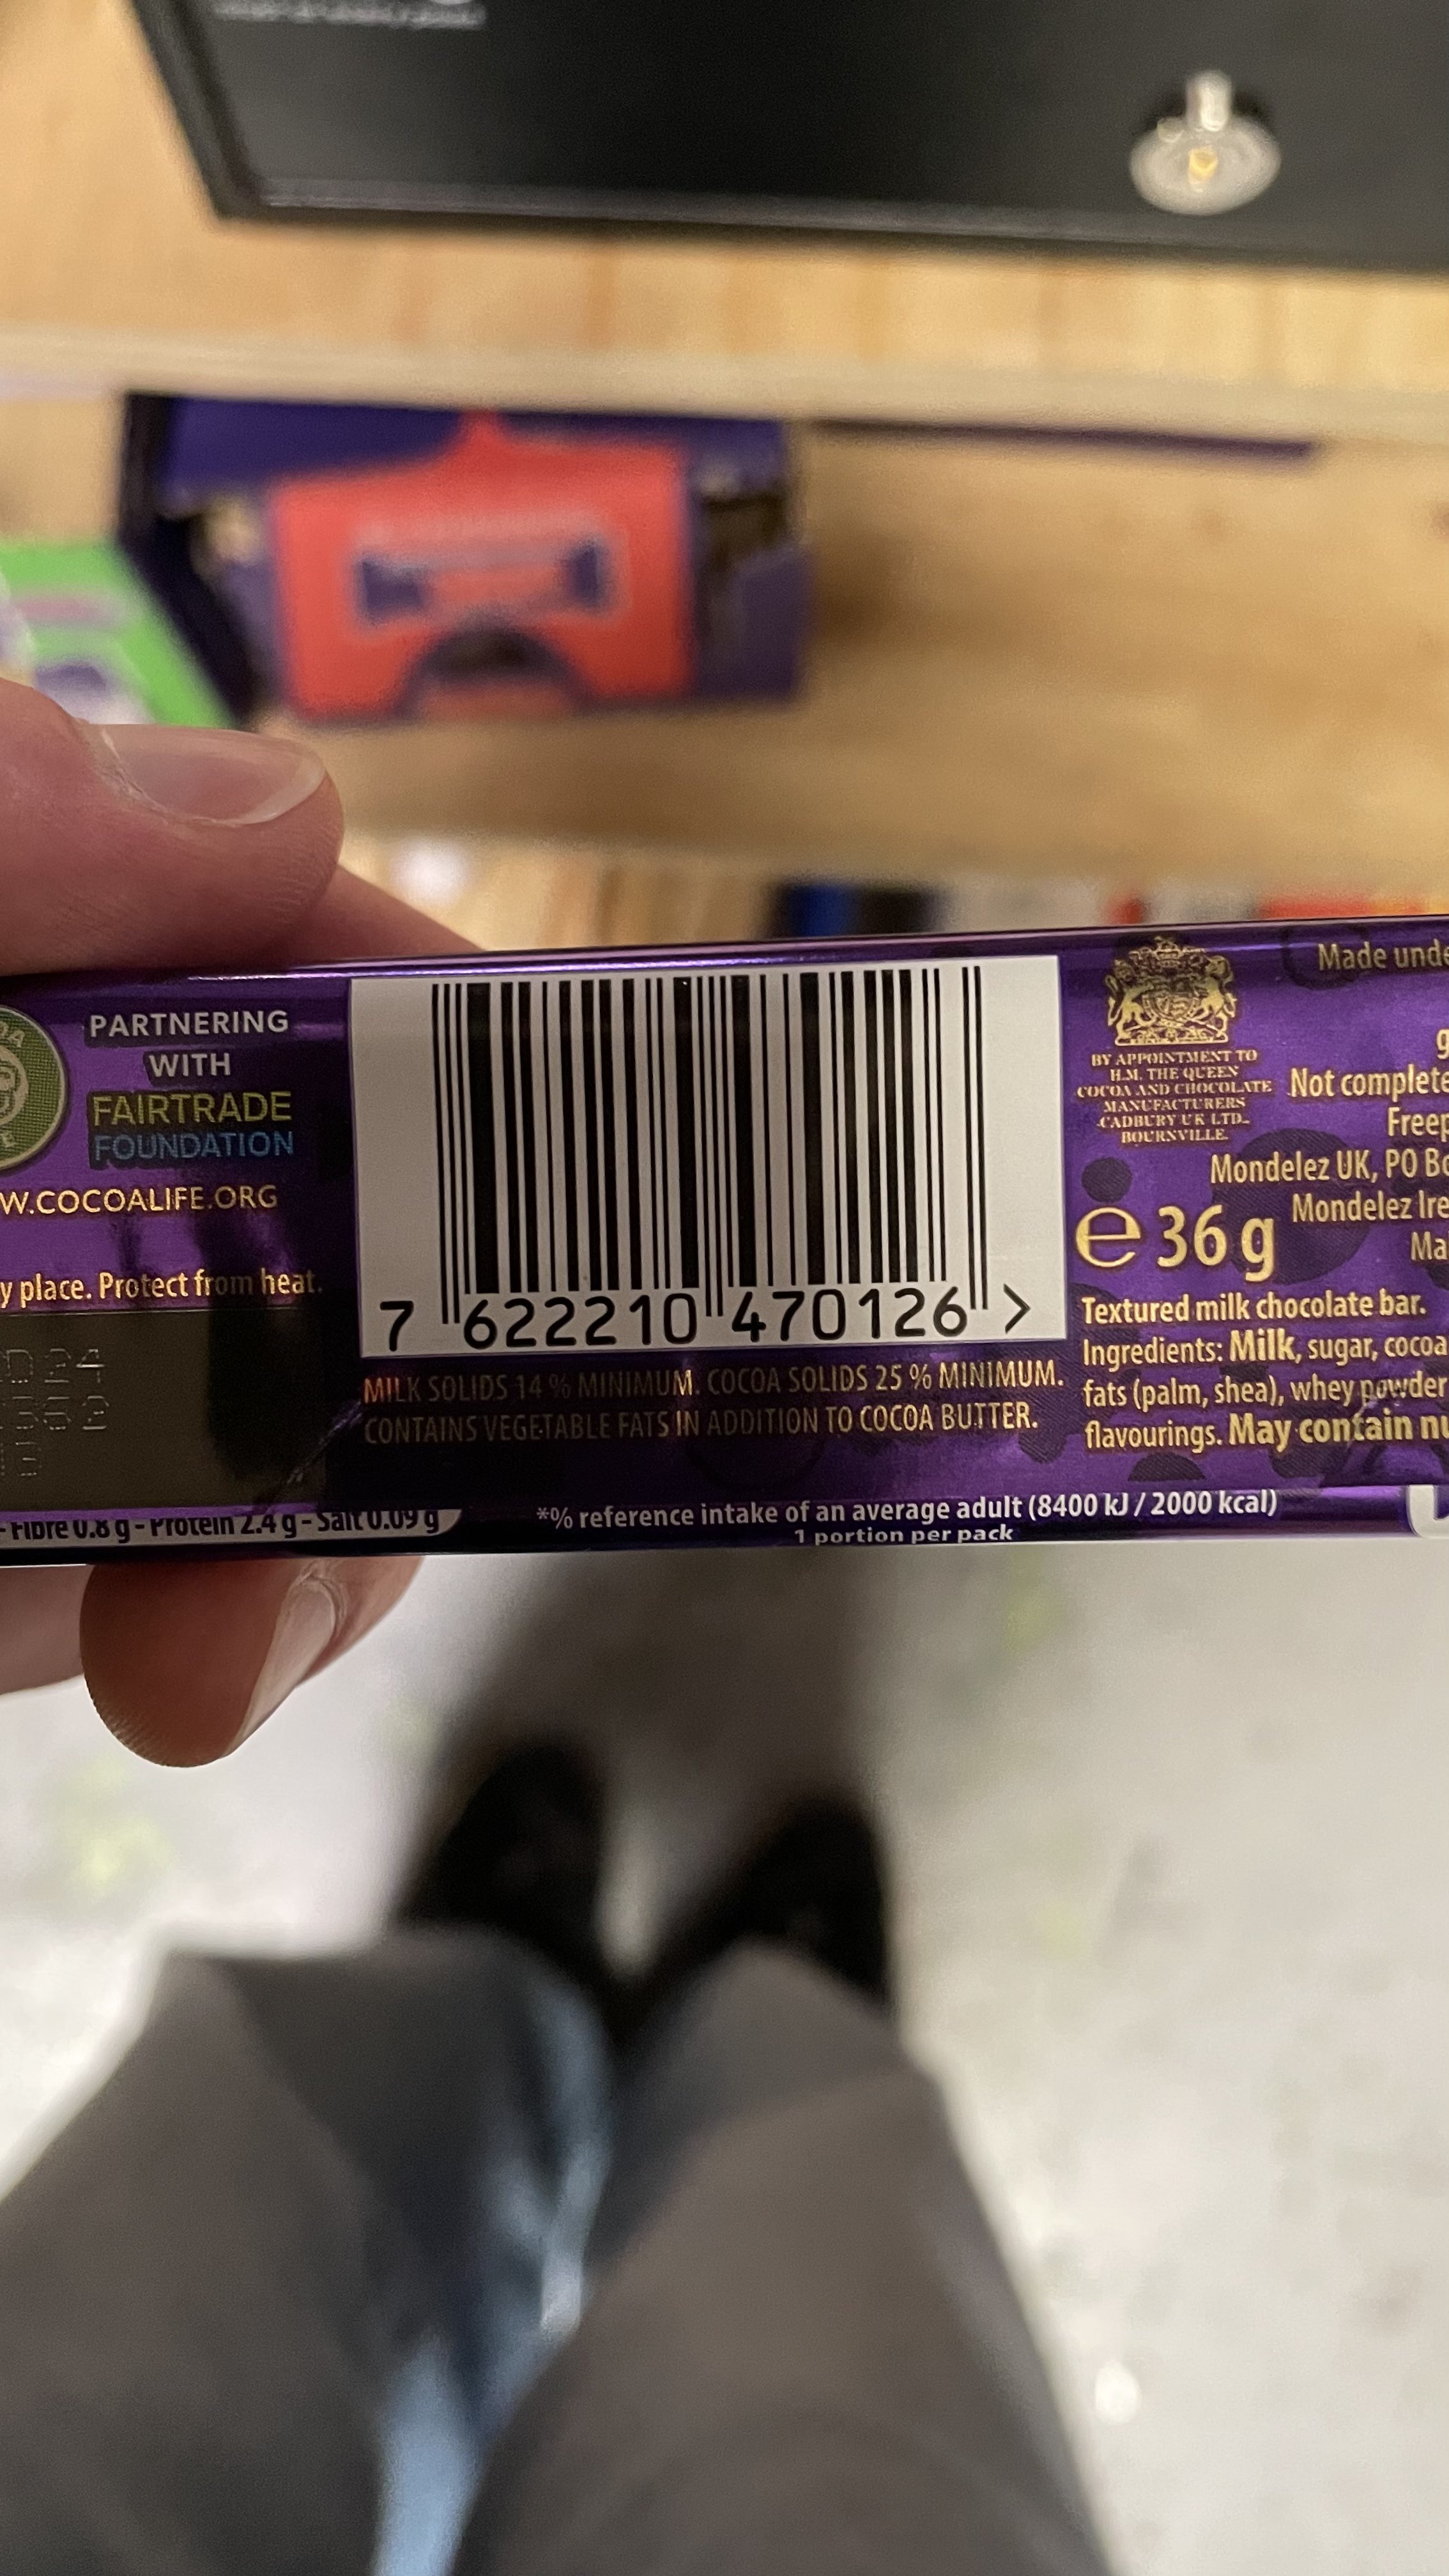 PARTNERING
WITH
FAIRTRADE
FOUNDATION
W.COCOALIFE.ORG
y place. Protect from heat.
7 622210 470126 >
MILK SOLIDS 14 % MINIMUM. COCOA SOLIDS 25 % MINIMUM.
CONTAINS VEGETABLE FATS IN ADDITION TO COCOA BUTTER.
BY APPOINTMENT TO
H.M. THE QUEEN
COCOA AND CHOCOLATE
MANUFACTURERS
CADBURY UK LTD.
BOURNVILLE.
℮ 36 g
Made unde
g
Not complete
Freep
Mondelez UK, PO Bo
Mondelez Ire
Ma
Textured milk chocolate bar.
Ingredients: Milk, sugar, cocoa
fats (palm, shea), whey powder
flavourings. May contain nu
- Fibre 0.8 g - Protein 2.4 g - Salt 0.09 g
*% reference intake of an average adult (8400 kJ / 2000 kcal)
1 portion per pack